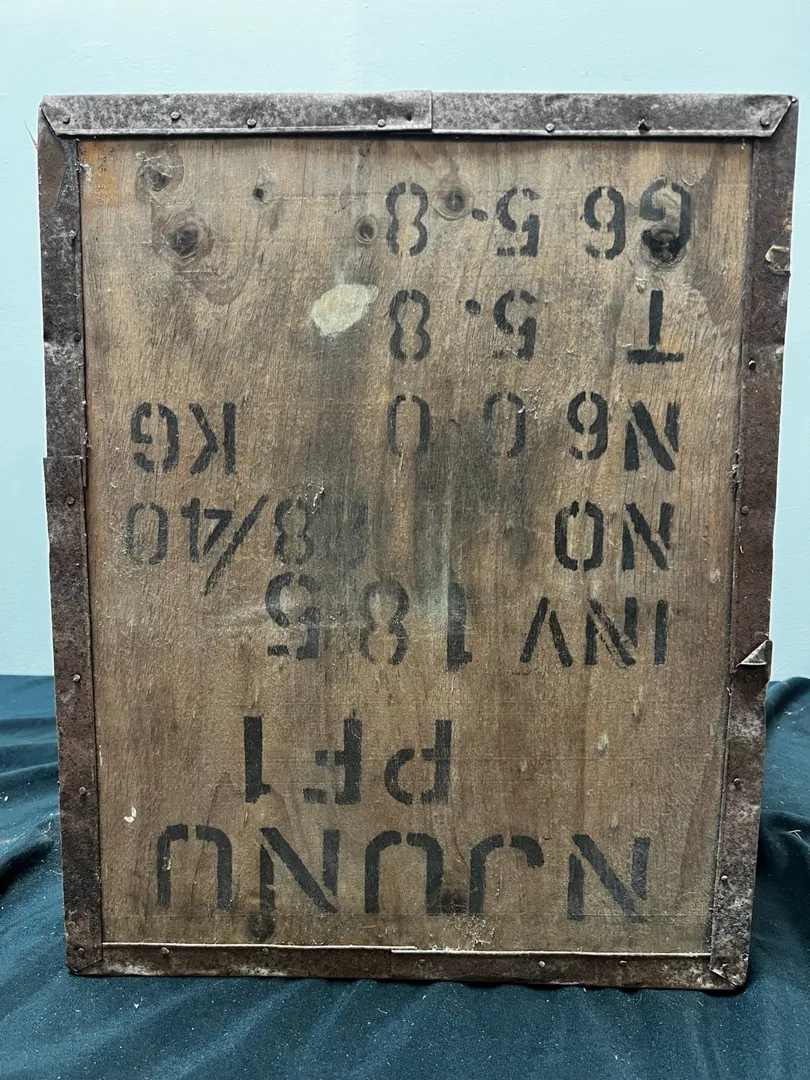 NJUNU
PF1
INV 185
NO
N 60.0 KG
T 5.8
G 65.8